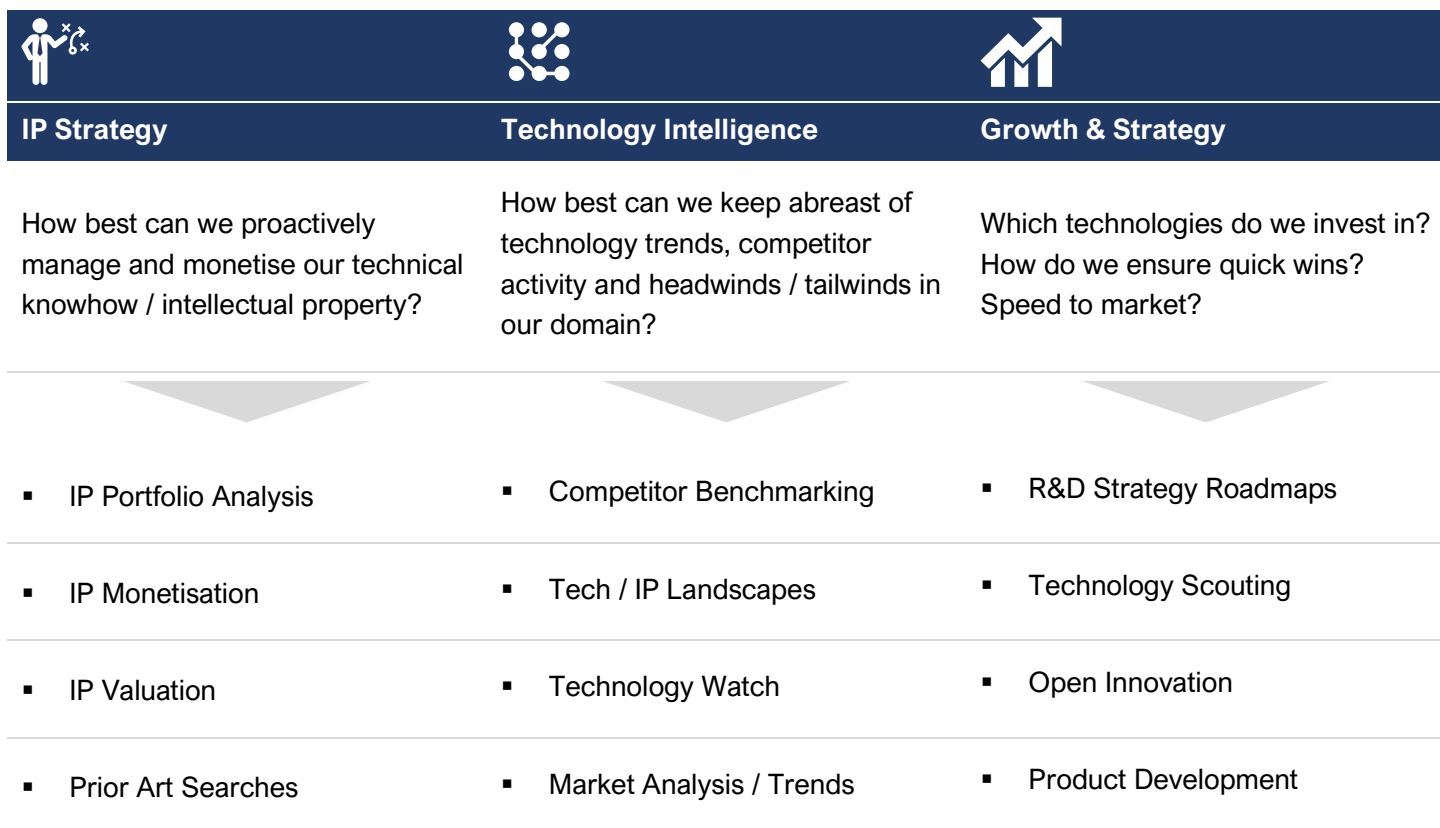 IP Strategy
Technology Intelligence
Growth & Strategy
How best can we proactively
manage and monetise our technical
knowhow / intellectual property?
How best can we keep abreast of
technology trends, competitor
activity and headwinds / tailwinds in
our domain?
Which technologies do we invest in?
How do we ensure quick wins?
Speed to market?
▪ IP Portfolio Analysis
▪ Competitor Benchmarking
▪ R&D Strategy Roadmaps
▪ IP Monetisation
▪ Tech / IP Landscapes
▪ Technology Scouting
▪ IP Valuation
▪ Technology Watch
▪ Open Innovation
▪ Prior Art Searches
▪ Market Analysis / Trends
▪ Product Development